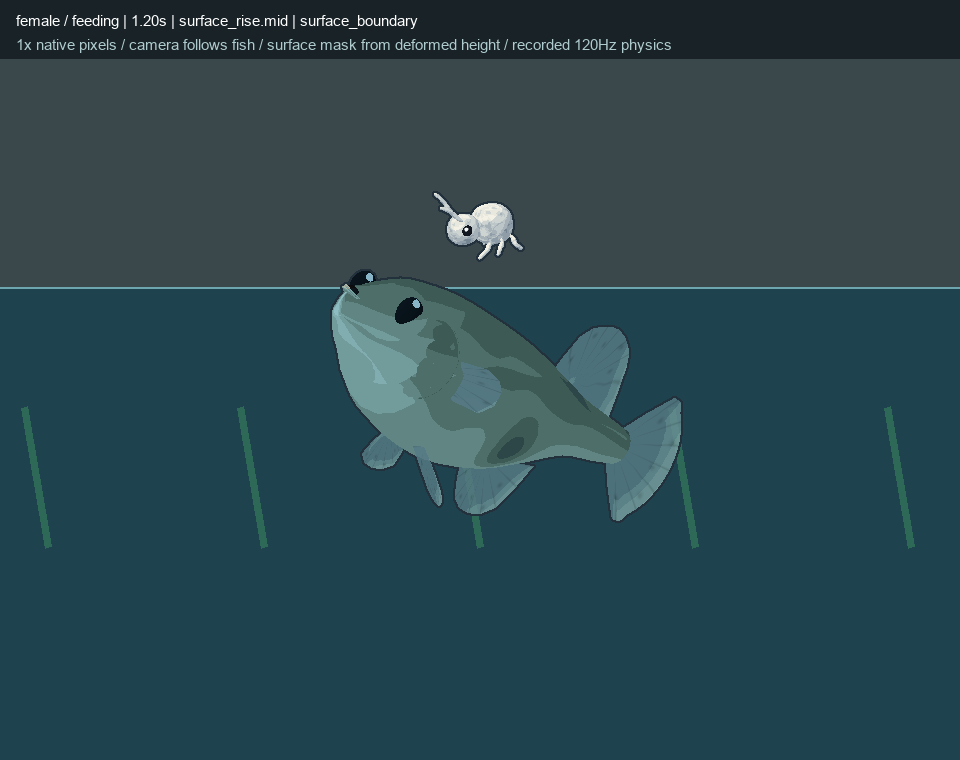 female / feeding | 1.20s | surface_rise.mid | surface_boundary
1x native pixels / camera follows fish / surface mask from deformed height / recorded 120Hz physics